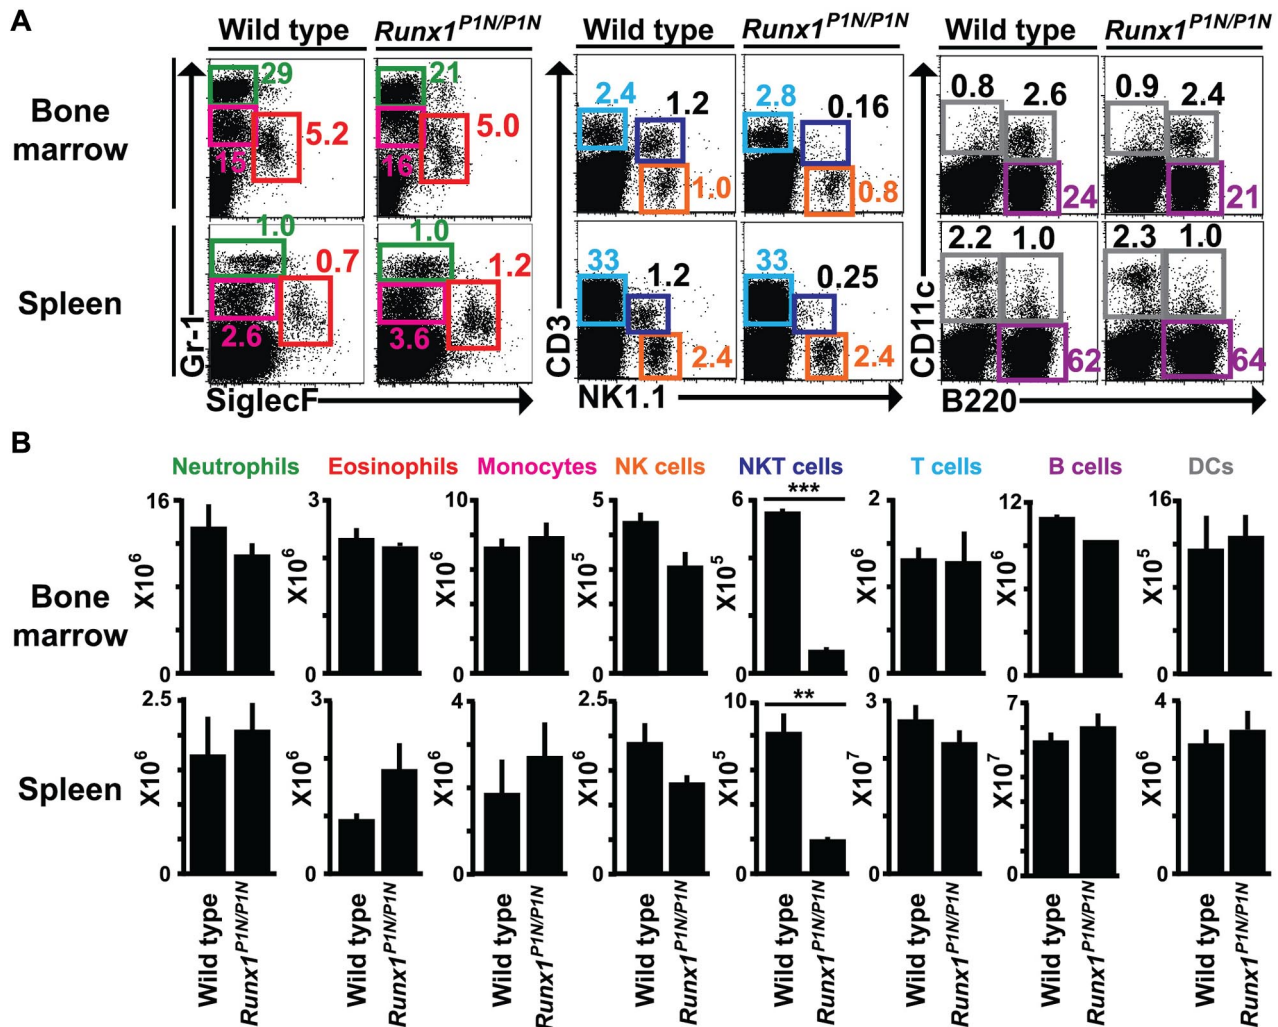 A
Wild type
Runx1P1N/P1N
Wild type
Runx1P1N/P1N
Wild type
Runx1P1N/P1N
Bone
marrow
29
5.2
15
21
5.0
16
2.4
1.2
1.0
2.8
0.16
0.8
0.8
2.6
24
0.9
2.4
21
Spleen
1.0
0.7
2.6
1.0
1.2
3.6
33
1.2
2.4
33
0.25
2.4
2.2
1.0
62
2.3
1.0
64
Gr-1
SiglecF
CD3
NK1.1
CD11c
B220
B
Neutrophils
Eosinophils
Monocytes
NK cells
NKT cells
T cells
B cells
DCs
Bone
marrow
16
X106
0
3
X106
0
10
X106
0
5
X105
0
6
X105
0
***
2
X106
0
12
X106
0
16
X105
0
Spleen
2.5
X106
0
3
X106
0
4
X106
0
2.5
X106
0
10
X105
0
**
3
X107
0
7
X107
0
4
X106
0
Wild type
Runx1P1N/P1N
Wild type
Runx1P1N/P1N
Wild type
Runx1P1N/P1N
Wild type
Runx1P1N/P1N
Wild type
Runx1P1N/P1N
Wild type
Runx1P1N/P1N
Wild type
Runx1P1N/P1N
Wild type
Runx1P1N/P1N